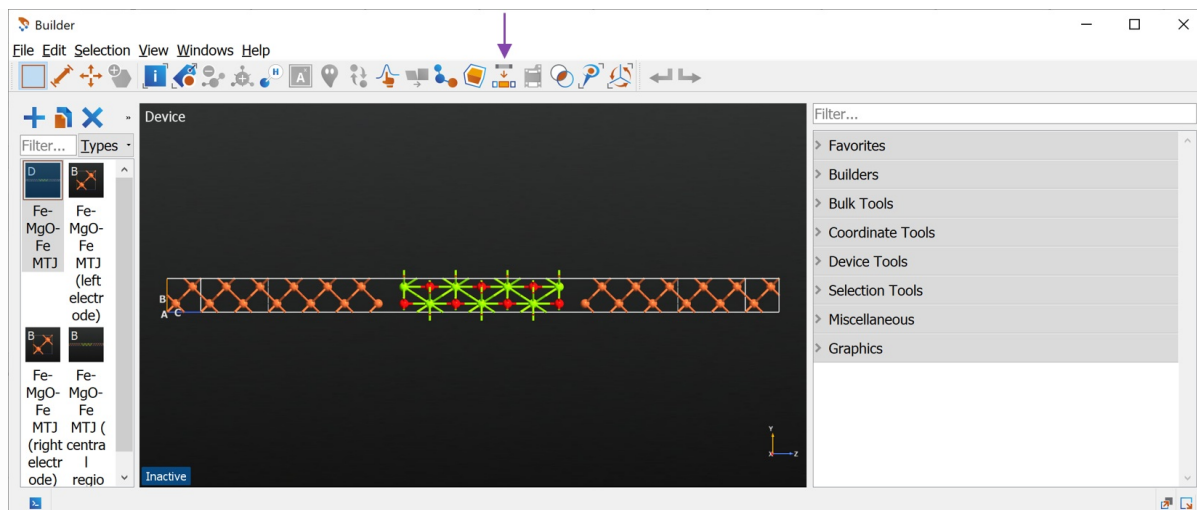 Builder
File Edit Selection View Windows Help
i
H
A
Device
Filter...
Types
D
B
Fe-
MgO-
Fe
MTJ
Fe-
MgO-
Fe
MTJ
(left
electr
ode)
B
B
Fe-
MgO-
Fe
MTJ
(right
electr
ode)
Fe-
MgO-
Fe
MTJ (
centra
l
regio
B
A C
Y
X Z
Inactive
Filter...
Favorites
Builders
Bulk Tools
Coordinate Tools
Device Tools
Selection Tools
Miscellaneous
Graphics